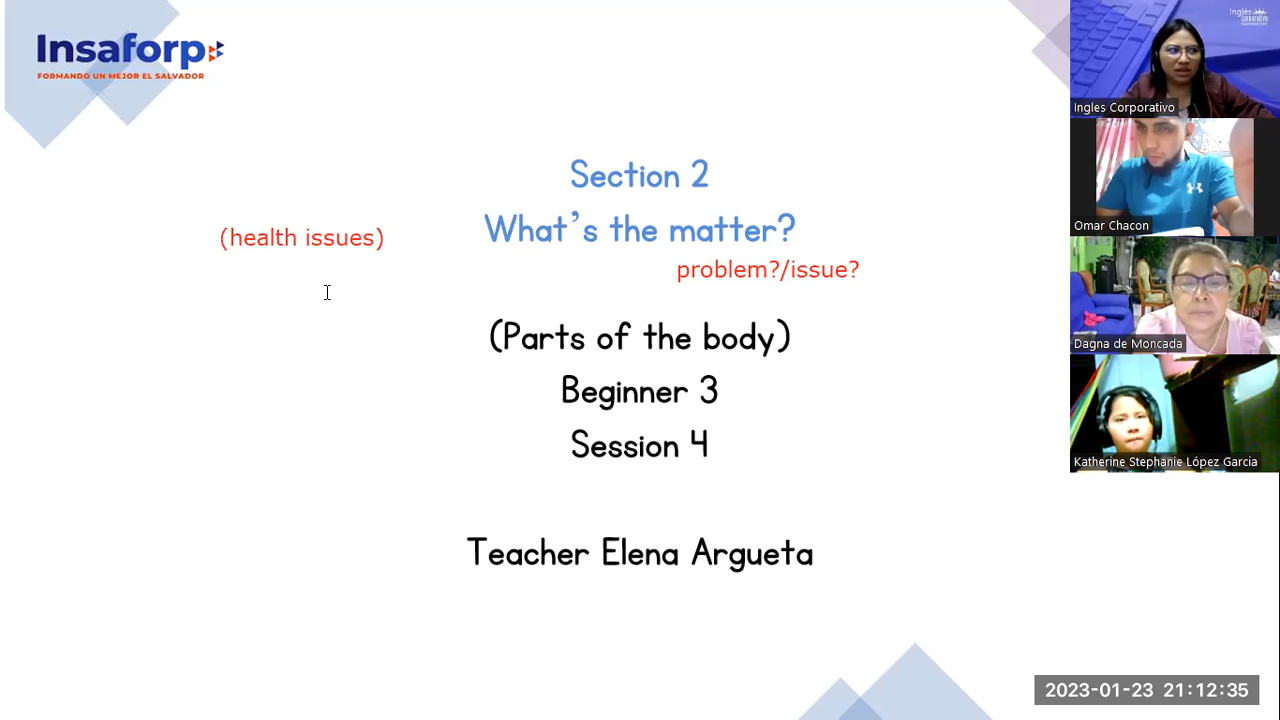 Insaforp
FORMANDO UN MEJOR EL SALVADOR
Section 2
What's the matter?
(health issues)
problem?/issue?
(Parts of the body)
Beginner 3
Session 4
Teacher Elena Argueta
Inglés
Corporativo
Ingles Corporativo
Omar Chacon
Dagna de Moncada
Katherine Stephanie López Garcia
2023-01-23 21:12:35